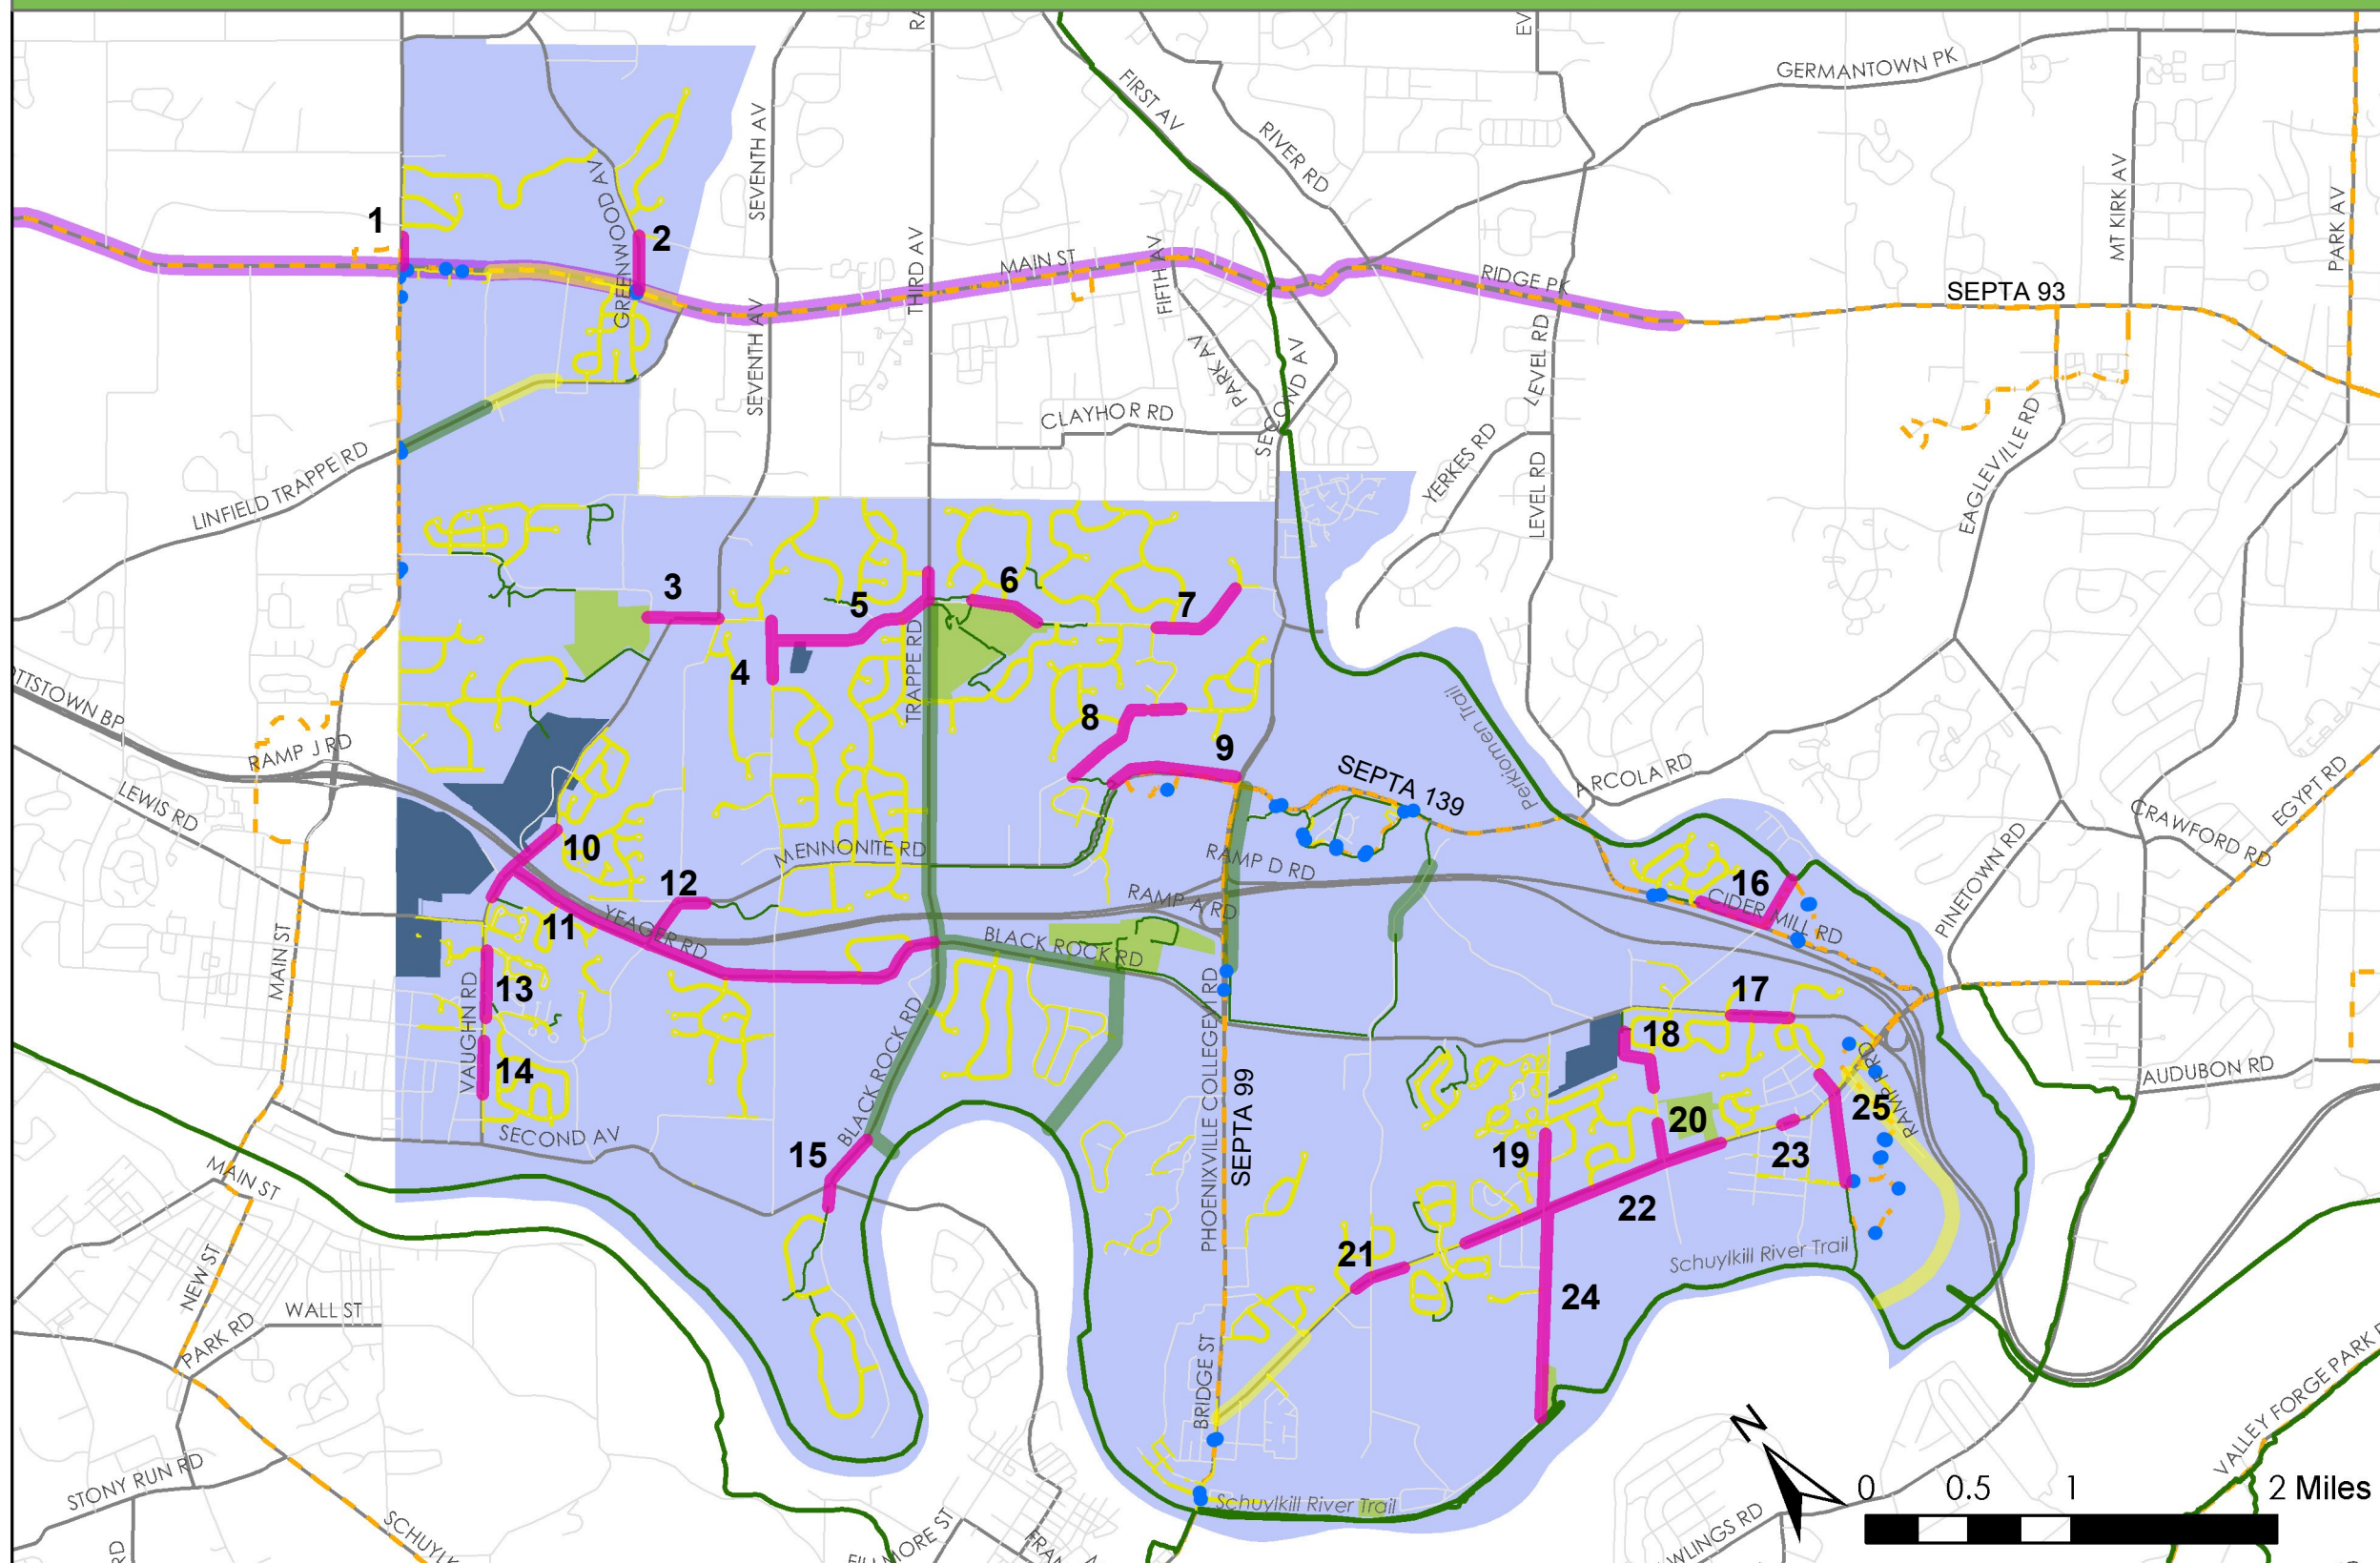 GERMANTOWN PK
FIRST AV
RIVER RD
SEVENTH AV
GREENWOOD AV
MT KIRK AV
PARK AV
1
2
THIRD AV
MAIN ST
FIFTH AV
RIDGE PK
SEPTA 93
SEVENTH AV
PARK AV
SECOND AV
LEVEL RD
CLAYHOR RD
YERKES RD
EAGLEVILLE RD
LINFIELD TRAPPE RD
LEVEL RD
3
4
5
6
7
TRAPPE RD
8
9
Perkiomen Trail
SEPTA 139
ARCOLA RD
RAMP J RD
LEWIS RD
EGYPT RD
CRAWFORD RD
PINETOWN RD
10
MENNONITE RD
RAMP D RD
12
RAMP A RD
16
CIDER MILL RD
11
YEAGER RD
BLACK ROCK RD
MAIN ST
VAUGHN RD
13
14
PHOENIXVILLE COLLEGEVI RD
17
18
RAMP F RD
AUDUBON RD
SEPTA 99
BLACK ROCK RD
SECOND AV
15
19
20
25
23
22
MAIN ST
NEW ST
21
Schuylkill River Trail
24
WALL ST
PARK RD
BRIDGE ST
VALLEY FORGE PARK
STONY RUN RD
Schuylkill River Trail
N
0 0.5 1 2 Miles